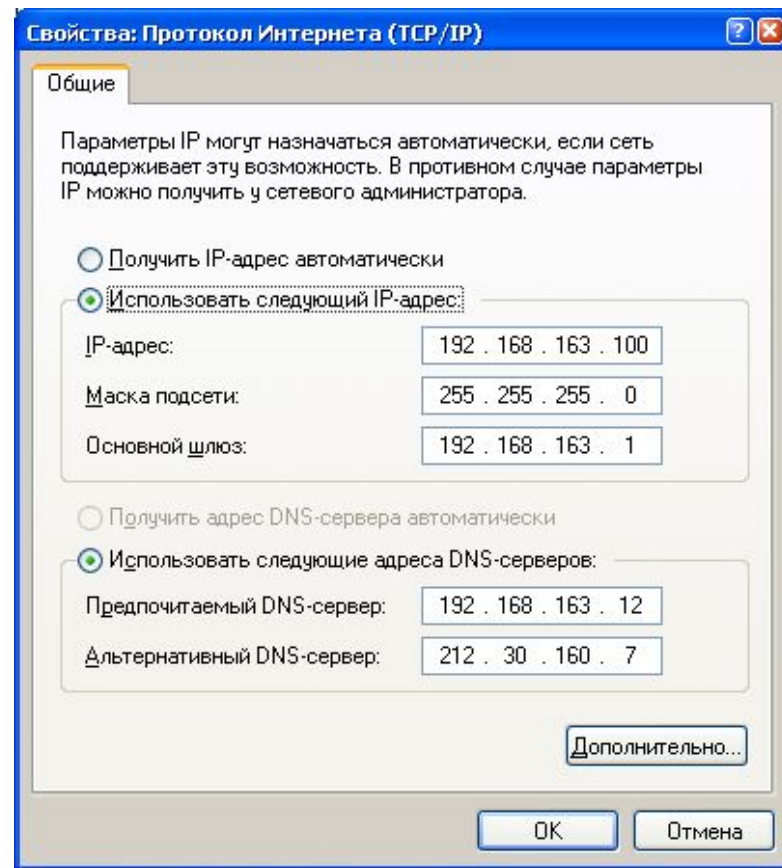 Свойства: Протокол Интернета (TCP/IP)
Общие
Параметры IP могут назначаться автоматически, если сеть
поддерживает эту возможность. В противном случае параметры
IP можно получить у сетевого администратора.
Получить IP-адрес автоматически
Использовать следующий IP-адрес:
IP-адрес: 192 . 168 . 163 . 100
Маска подсети: 255 . 255 . 255 . 0
Основной шлюз: 192 . 168 . 163 . 1
Получить адрес DNS-сервера автоматически
Использовать следующие адреса DNS-серверов:
Предпочитаемый DNS-сервер: 192 . 168 . 163 . 12
Альтернативный DNS-сервер: 212 . 30 . 160 . 7
Дополнительно...
OK Отмена